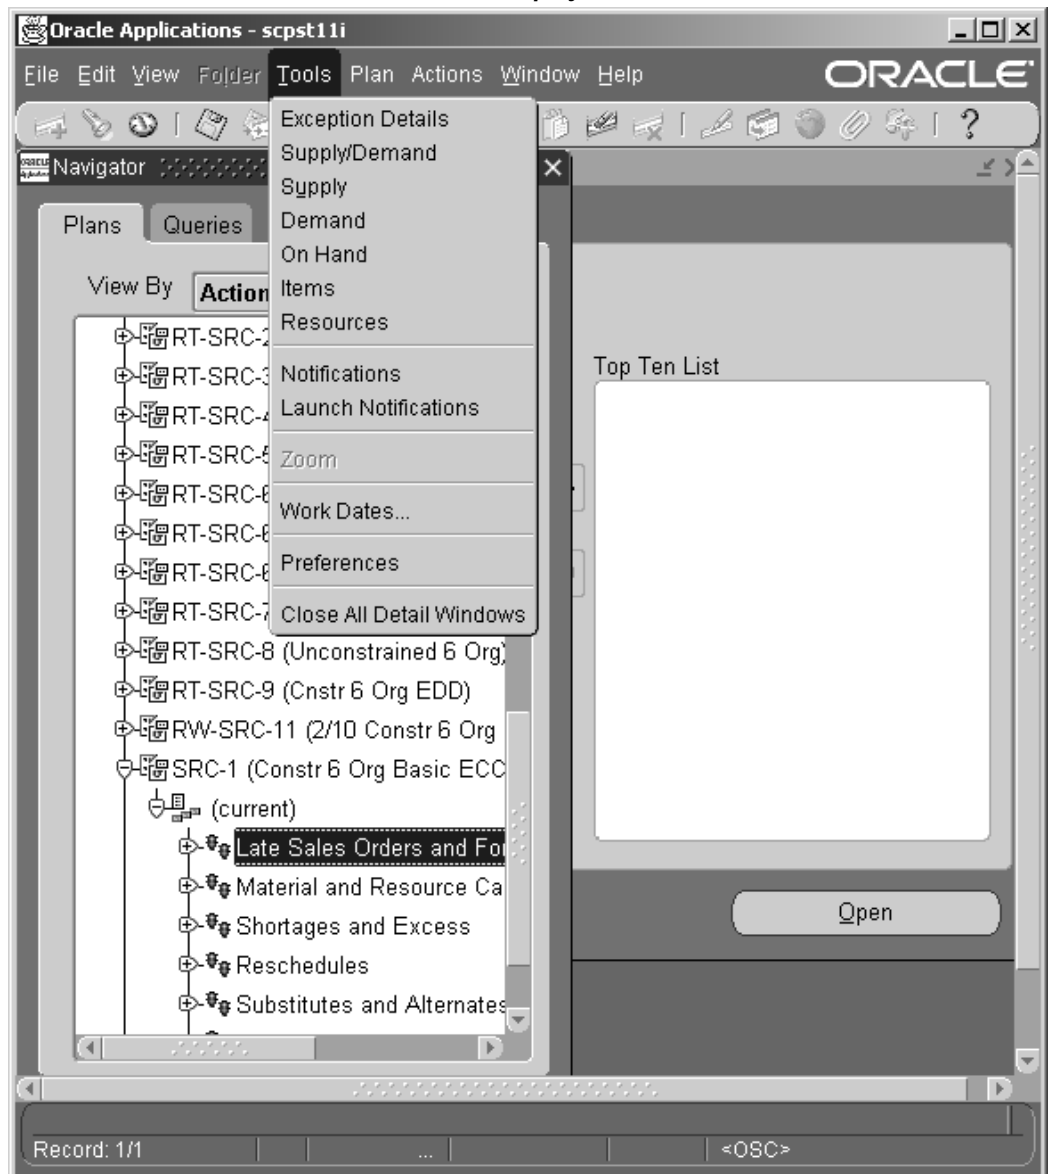 Oracle Applications - scpst11i
File Edit View Folder Tools Plan Actions Window Help
ORACLE
Navigator
Plans Queries
View By Action
Exception Details
Supply/Demand
Supply
Demand
On Hand
Items
Resources
Notifications
Launch Notifications
Zoom
Work Dates...
Preferences
Close All Detail Windows
Top Ten List
RT-SRC-2
RT-SRC-3
RT-SRC-4
RT-SRC-5
RT-SRC-6
RT-SRC-6
RT-SRC-6
RT-SRC-7
RT-SRC-8 (Unconstrained 6 Org)
RT-SRC-9 (Cnstr 6 Org EDD)
RW-SRC-11 (2/10 Constr 6 Org
SRC-1 (Constr 6 Org Basic ECC
(current)
Late Sales Orders and For
Material and Resource Ca
Shortages and Excess
Reschedules
Substitutes and Alternates
Open
Record: 1/1 ... <OSC>